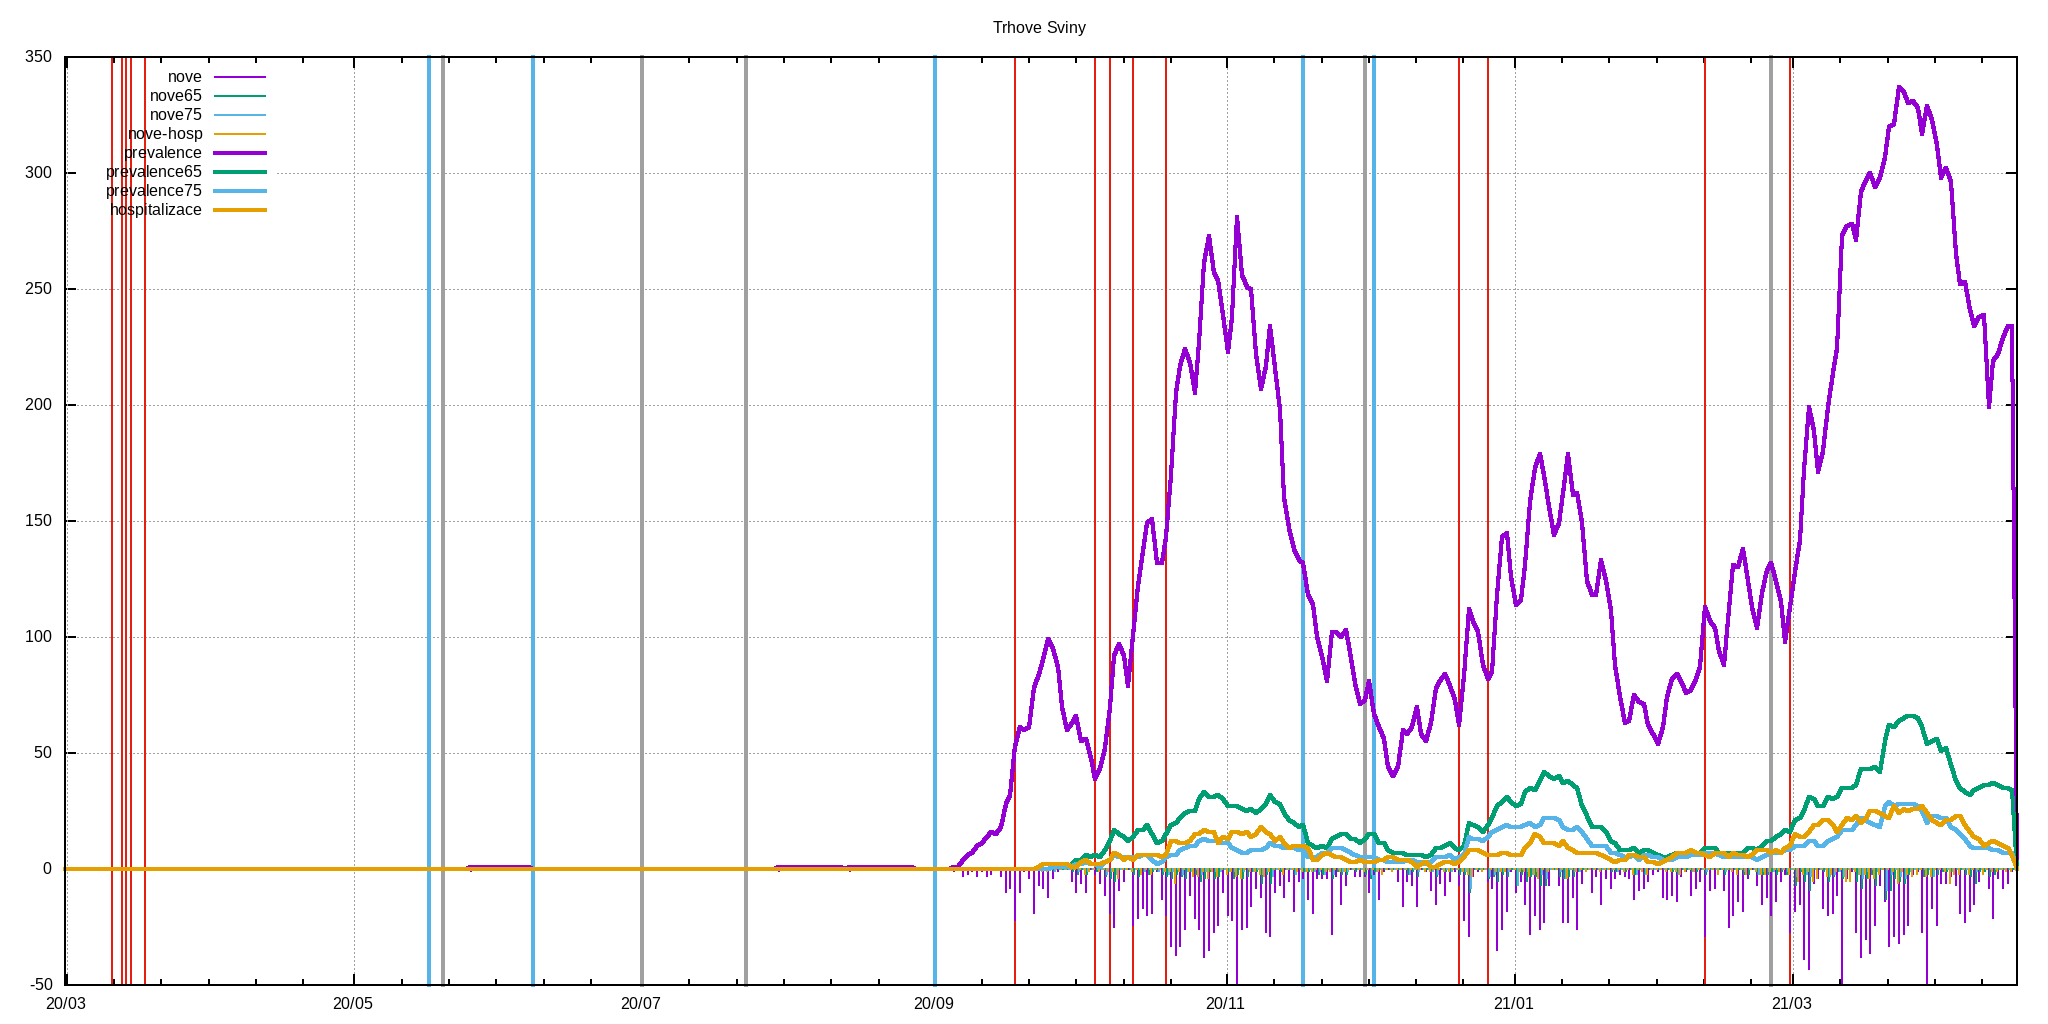 Trhove Sviny
350
300
250
200
150
100
50
0
-50
nove
nove65
nove75
nove-hosp
prevalence
prevalence65
prevalence75
hospitalizace
20/03 20/05 20/07 20/09 20/11 21/01 21/03